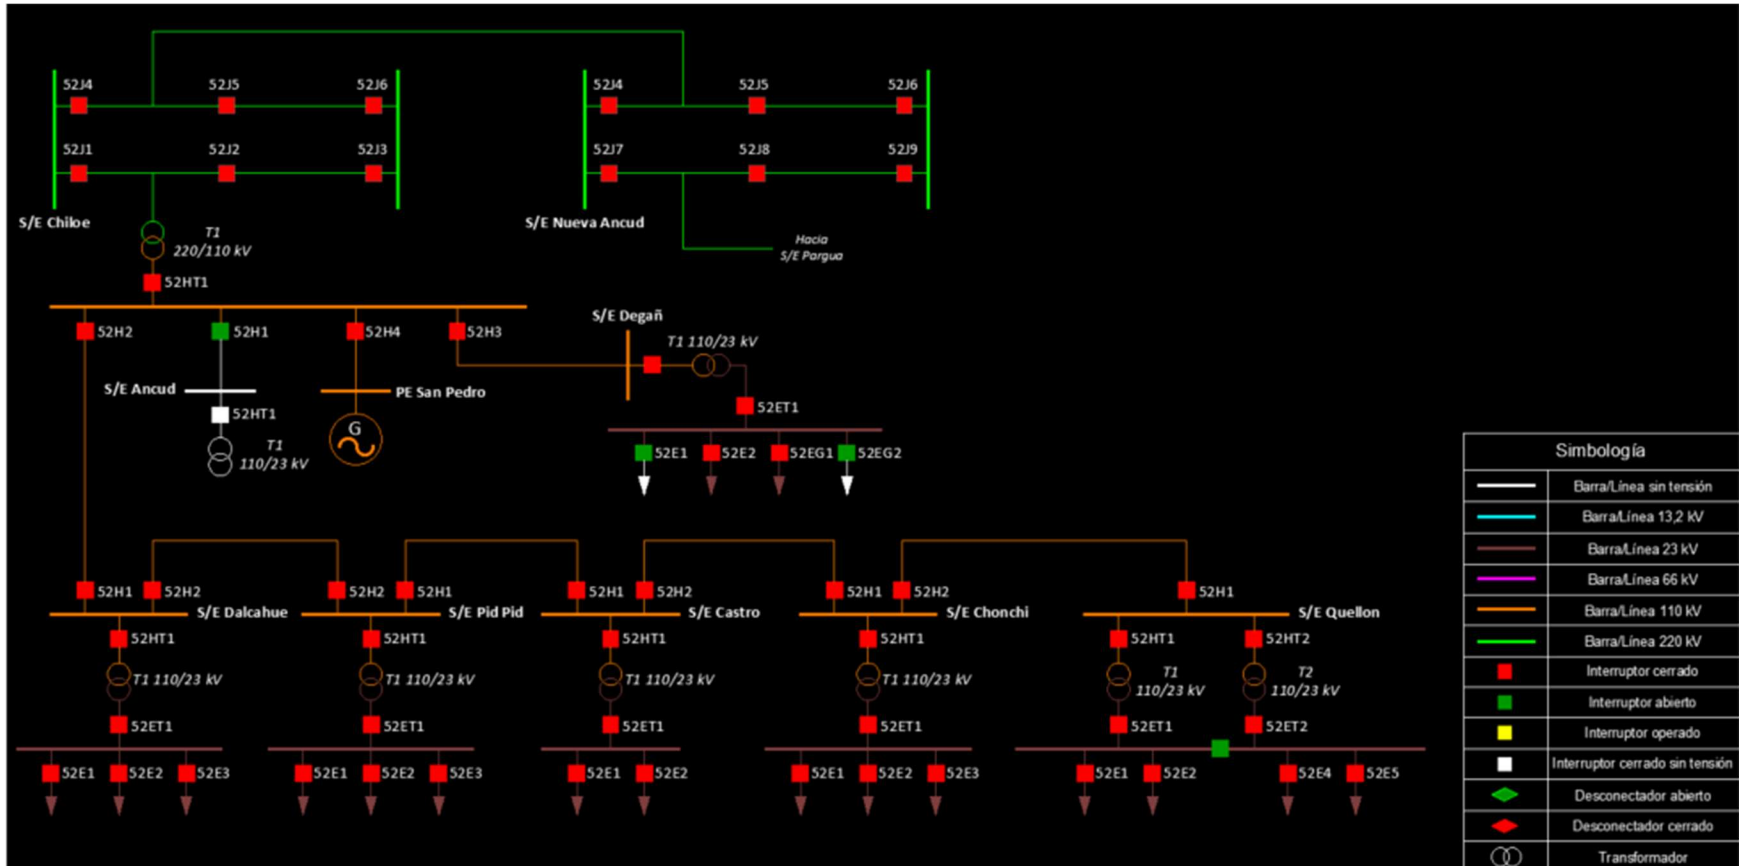 52J4
52J5
52J6
52J4
52J5
52J6
52J1
52J2
52J3
52J7
52J8
52J9
S/E Chiloe
S/E Nueva Ancud
T1
220/110 kV
Hacia
S/E Pargua
52HT1
S/E Degañ
52H2
52H1
52H4
52H3
T1 110/23 kV
S/E Ancud
PE San Pedro
52HT1
52ET1
G
T1
110/23 kV
52E1
52E2
52EG1
52EG2
52H1
52H2
52H2
52H1
52H1
52H2
52H1
52H2
52H1
S/E Dalcahue
S/E Pid Pid
S/E Castro
S/E Chonchi
S/E Quellon
52HT1
52HT1
52HT1
52HT1
52HT1
52HT2
T1 110/23 kV
T1 110/23 kV
T1 110/23 kV
T1 110/23 kV
T1
110/23 kV
T2
110/23 kV
52ET1
52ET1
52ET1
52ET1
52ET1
52ET2
52E1
52E2
52E3
52E1
52E2
52E3
52E1
52E2
52E1
52E2
52E3
52E1
52E2
52E4
52E5
Simbología
Barra/Línea sin tensión
Barra/Línea 13,2 kV
Barra/Línea 23 kV
Barra/Línea 66 kV
Barra/Línea 110 kV
Barra/Línea 220 kV
Interruptor cerrado
Interruptor abierto
Interruptor operado
Interruptor cerrado sin tensión
Desconectador abierto
Desconectador cerrado
Transformador